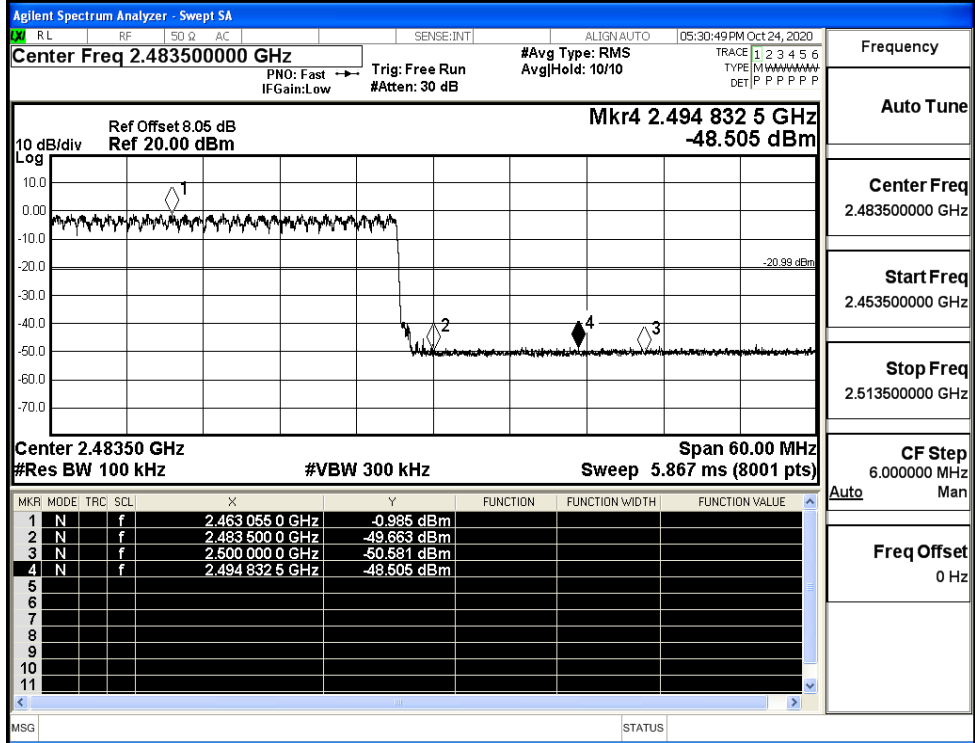 Agilent Spectrum Analyzer - Swept SA
LXI RL RF 50 Ω AC SENSE:INT ALIGNAUTO 05:30:49 PM Oct 24, 2020
Center Freq 2.483500000 GHz
PNO: Fast
IFGain:Low
Trig: Free Run
#Atten: 30 dB
#Avg Type: RMS
Avg|Hold: 10/10
TRACE 1 2 3 4 5 6
TYPE M W W W W W
DET P P P P P P
Ref Offset 8.05 dB
10 dB/div Ref 20.00 dBm
Log
Mkr4 2.494 832 5 GHz
-48.505 dBm
10.0
0.00
-10.0
-20.0
-30.0
-40.0
-50.0
-60.0
-70.0
1
2
4
3
-20.99 dBm
Center 2.48350 GHz Span 60.00 MHz
#Res BW 100 kHz #VBW 300 kHz Sweep 5.867 ms (8001 pts)
MKR MODE TRC SCL X Y FUNCTION FUNCTION WIDTH FUNCTION VALUE
1 N f 2.463 055 0 GHz -0.985 dBm
2 N f 2.483 500 0 GHz -49.663 dBm
3 N f 2.500 000 0 GHz -50.581 dBm
4 N f 2.494 832 5 GHz -48.505 dBm
5
6
7
8
9
10
11
MSG STATUS
Frequency
Auto Tune
Center Freq
2.483500000 GHz
Start Freq
2.453500000 GHz
Stop Freq
2.513500000 GHz
CF Step
6.000000 MHz
Auto Man
Freq Offset
0 Hz